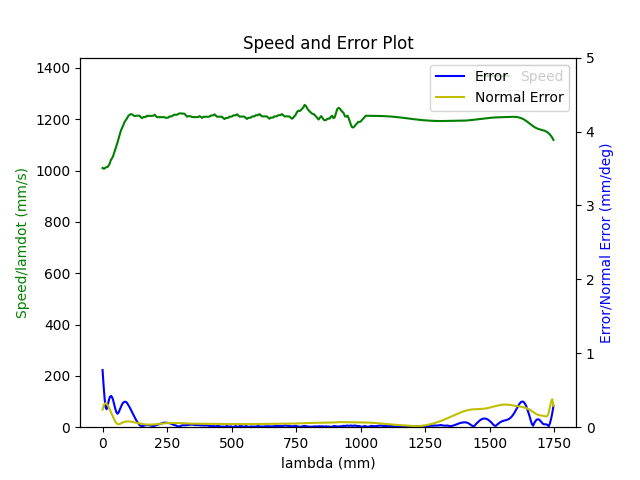 Speed and Error Plot
1400
1200
1000
800
600
400
200
0
Speed/lamdot (mm/s)
5
4
3
2
1
0
Error/Normal Error (mm/deg)
Error
Speed
Normal Error
0 250 500 750 1000 1250 1500 1750
lambda (mm)